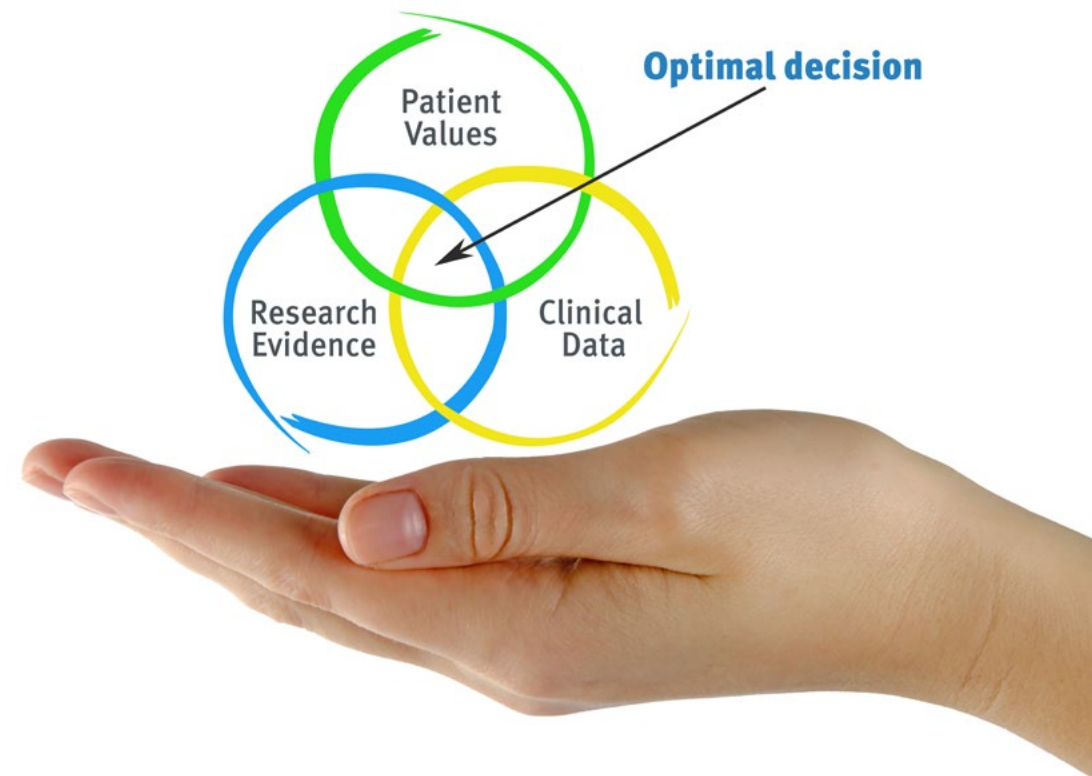 Optimal decision
Patient
Values
Research
Evidence
Clinical
Data